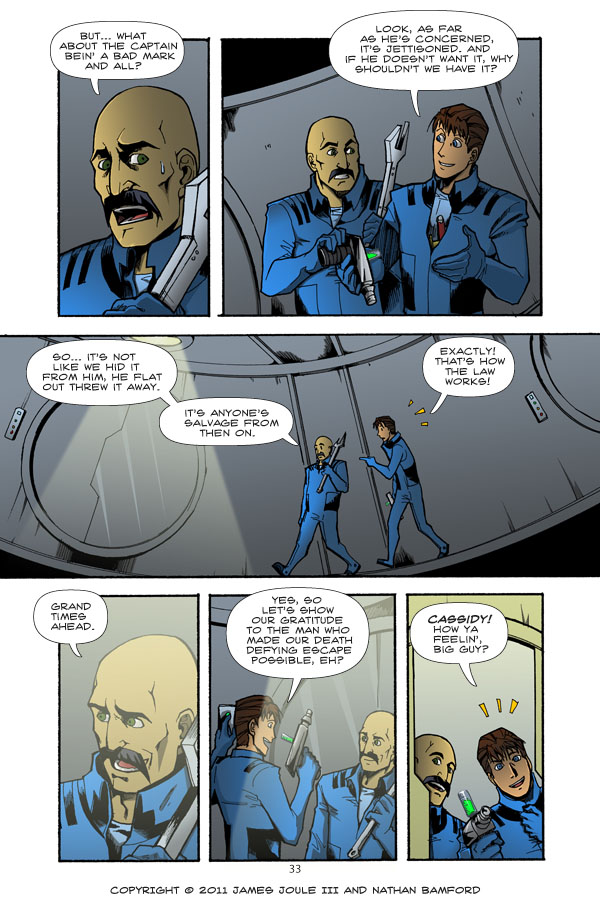 BUT... WHAT
ABOUT THE CAPTAIN
BEIN' A BAD MARK
AND ALL?
LOOK, AS FAR
AS HE'S CONCERNED,
IT'S JETTISONED. AND
IF HE DOESN'T WANT IT, WHY
SHOULDN'T WE HAVE IT?
SO... IT'S NOT
LIKE WE HID IT
FROM HIM, HE FLAT
OUT THREW IT AWAY.
IT'S ANYONE'S
SALVAGE FROM
THEN ON.
EXACTLY!
THAT'S HOW
THE LAW
WORKS!
GRAND
TIMES
AHEAD.
YES, SO
LET'S SHOW
OUR GRATITUDE
TO THE MAN WHO
MADE OUR DEATH
DEFYING ESCAPE
POSSIBLE, EH?
CASSIDY!
HOW YA
FEELIN',
BIG GUY?
33
COPYRIGHT © 2011 JAMES JOULE III AND NATHAN BAMFORD